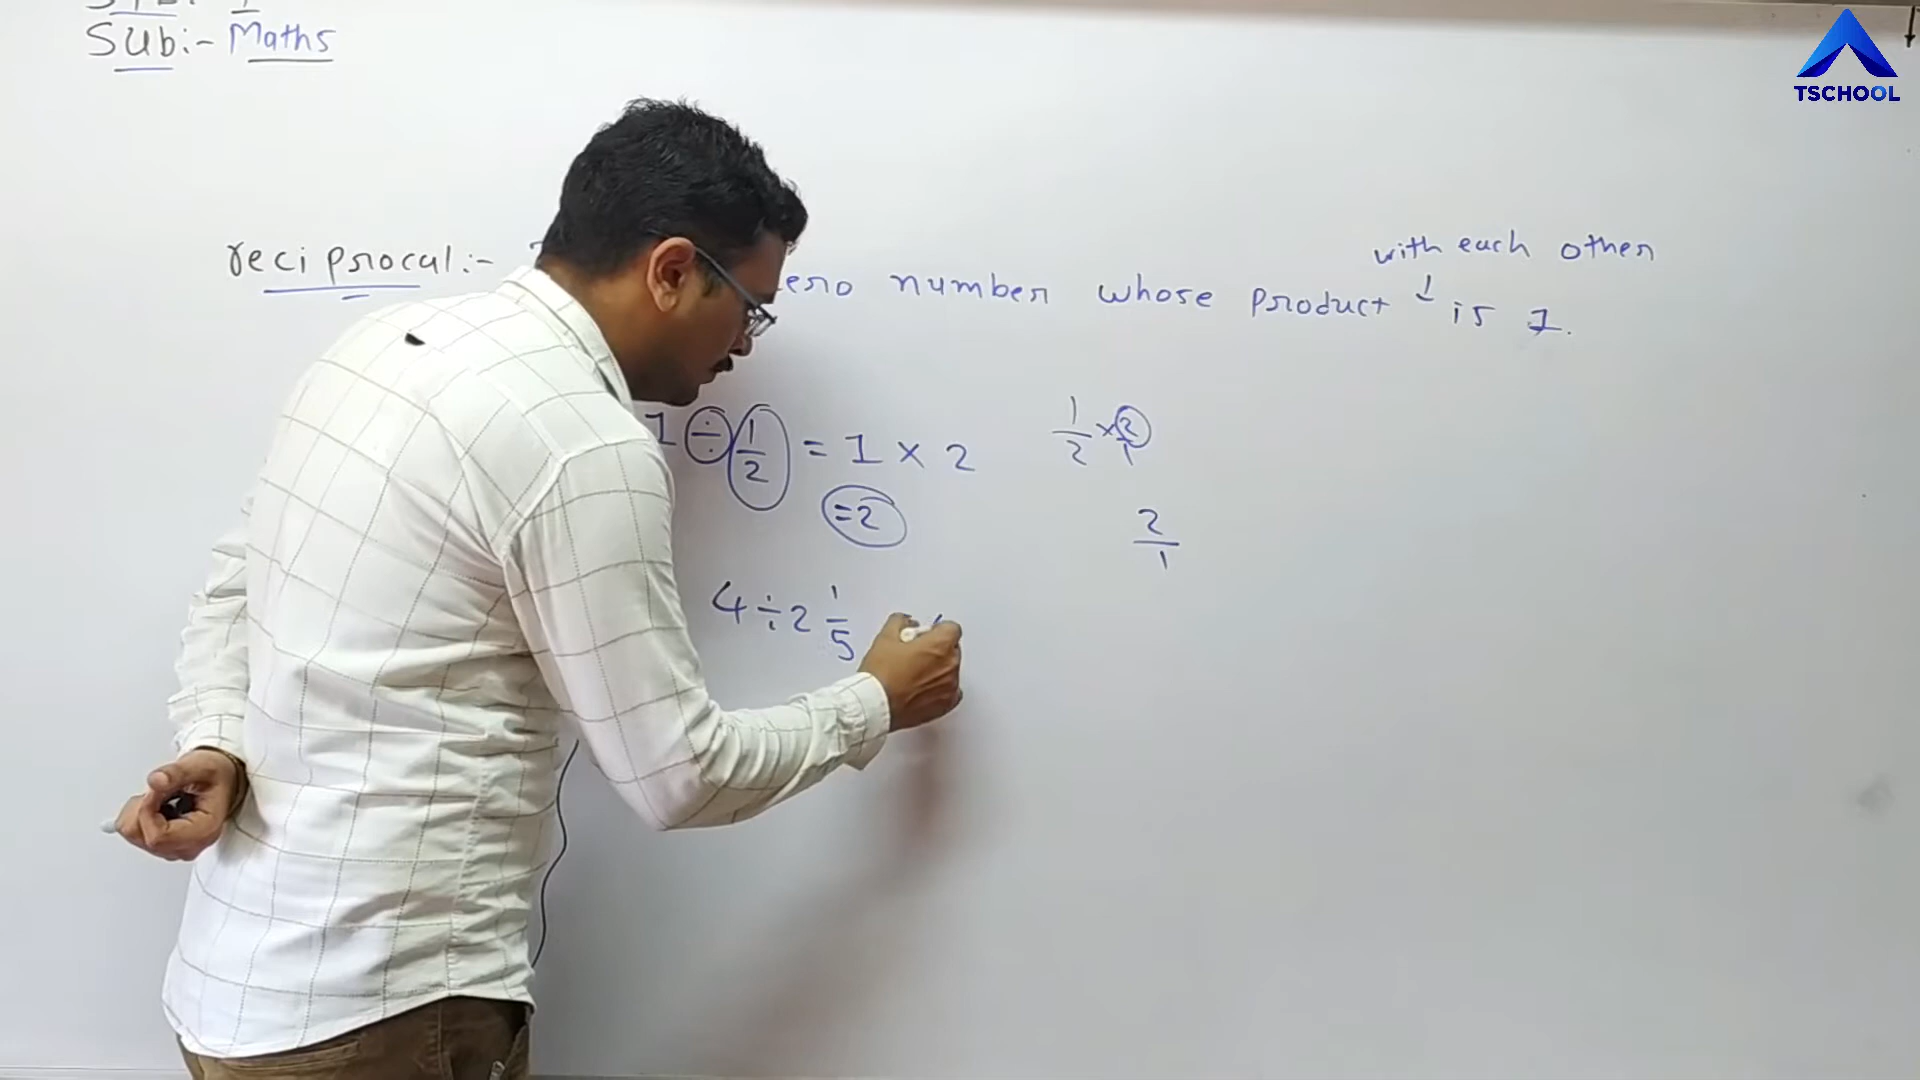 Sub:- Maths
TSCHOOL
with each other
reciprocal:- number whose product ↓ is 1.
1 ÷ 1/2 = 1 × 2
= 2
1/2 × 2/1
2/1
4 ÷ 2 1/5